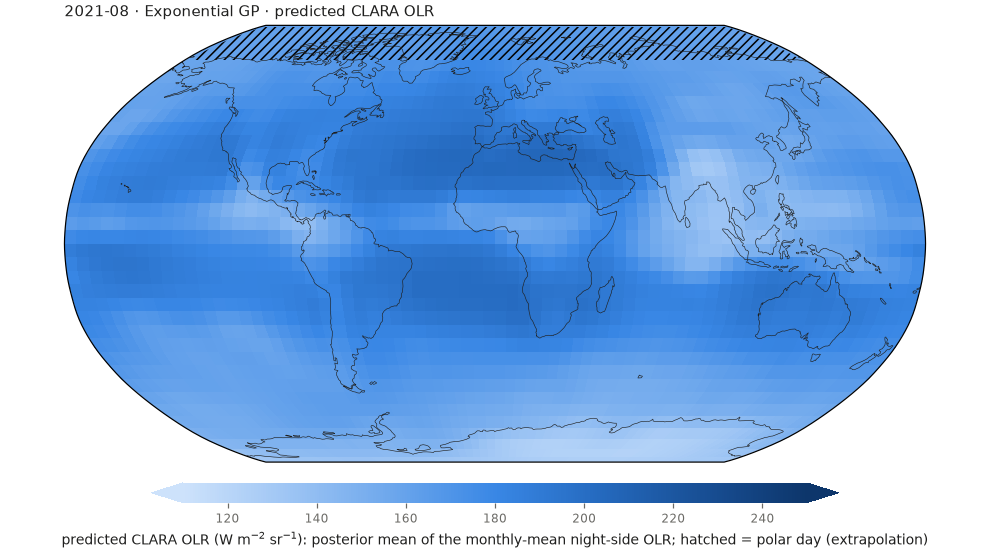 2021-08 · Exponential GP · predicted CLARA OLR
120 140 160 180 200 220 240
predicted CLARA OLR (W m⁻² sr⁻¹): posterior mean of the monthly-mean night-side OLR; hatched = polar day (extrapolation)